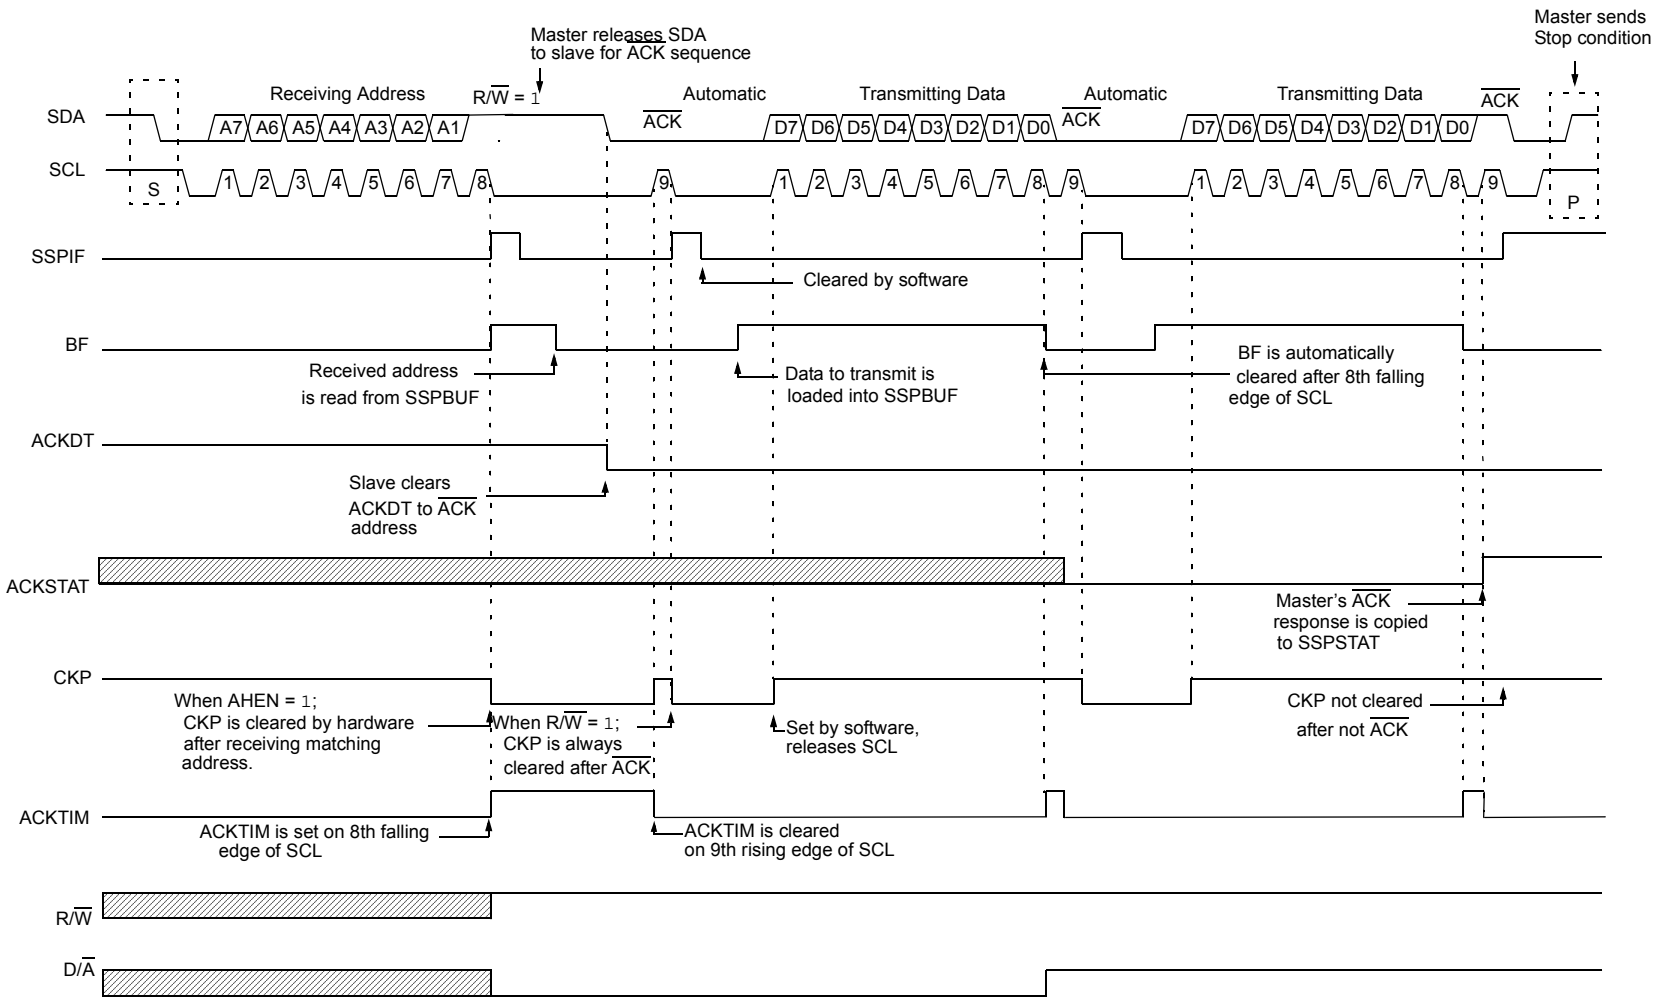 Master sends
Stop condition
Master releases SDA
to slave for ACK sequence
Receiving Address
R/W = 1
Automatic
Transmitting Data
Automatic
Transmitting Data
ACK
SDA
A7 A6 A5 A4 A3 A2 A1
ACK
D7 D6 D5 D4 D3 D2 D1 D0
ACK
D7 D6 D5 D4 D3 D2 D1 D0
SCL
S
1 2 3 4 5 6 7 8
9
1 2 3 4 5 6 7 8 9
1 2 3 4 5 6 7 8 9
P
SSPIF
Cleared by software
BF
Received address
is read from SSPBUF
Data to transmit is
loaded into SSPBUF
BF is automatically
cleared after 8th falling
edge of SCL
ACKDT
Slave clears
ACKDT to ACK
address
ACKSTAT
Master’s ACK
response is copied
to SSPSTAT
CKP
When AHEN = 1;
CKP is cleared by hardware
after receiving matching
address.
When R/W = 1;
CKP is always
cleared after ACK
Set by software,
releases SCL
CKP not cleared
after not ACK
ACKTIM
ACKTIM is set on 8th falling
edge of SCL
ACKTIM is cleared
on 9th rising edge of SCL
R/W
D/A